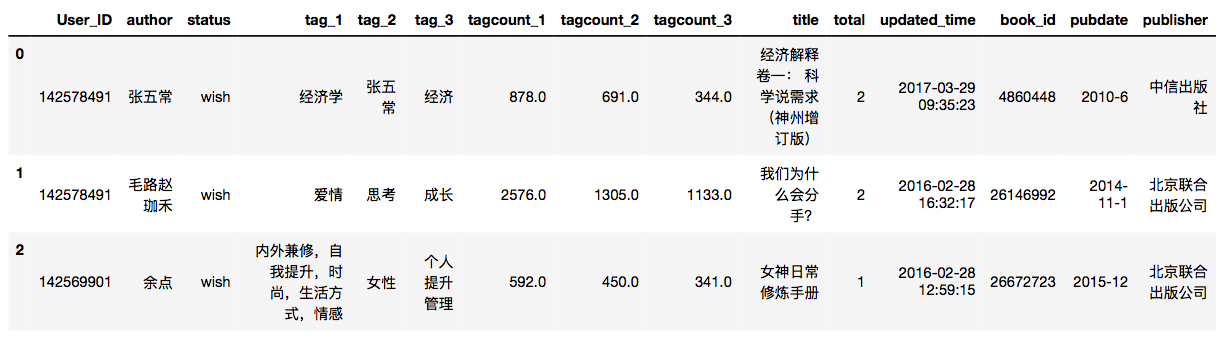 User_ID author status tag_1 tag_2 tag_3 tagcount_1 tagcount_2 tagcount_3 title total updated_time book_id pubdate publisher
0 142578491 张五常 wish 经济学 张五常 经济 878.0 691.0 344.0 经济解释卷一： 科学说需求（神州增订版） 2 2017-03-29 09:35:23 4860448 2010-6 中信出版社
1 142578491 毛路赵珈禾 wish 爱情 思考 成长 2576.0 1305.0 1133.0 我们为什么会分手? 2 2016-02-28 16:32:17 26146992 2014-11-1 北京联合出版公司
2 142569901 余点 wish 内外兼修，自我提升，时尚，生活方式，情感 女性 个人提升管理 592.0 450.0 341.0 女神日常修炼手册 1 2016-02-28 12:59:15 26672723 2015-12 北京联合出版公司